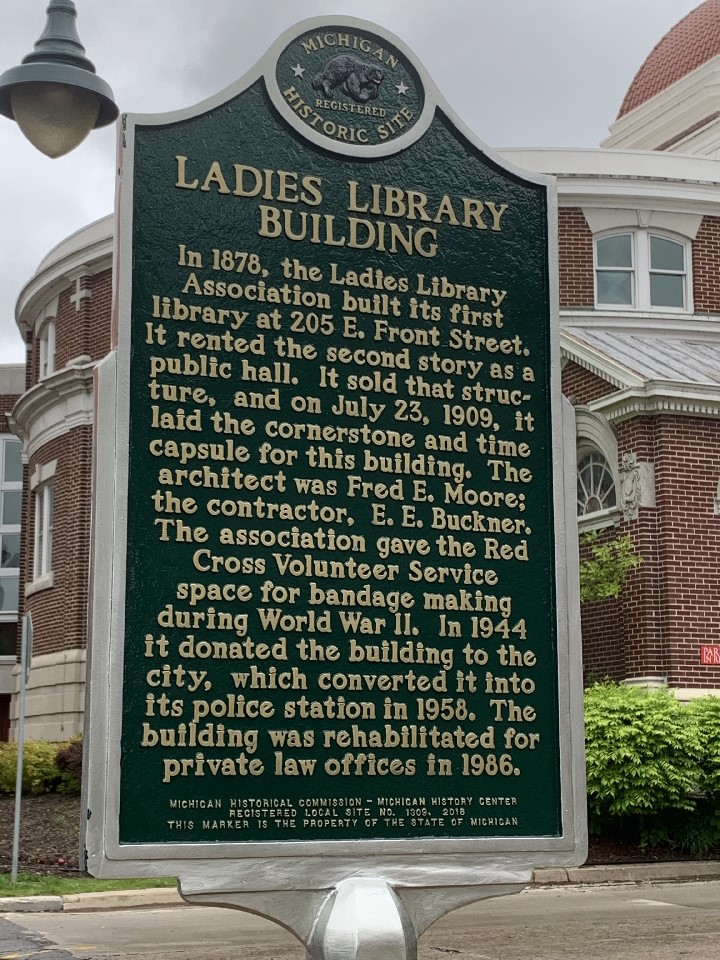 MICHIGAN
REGISTERED
HISTORIC SITE
LADIES LIBRARY
BUILDING
In 1878, the Ladies Library
Association built its first
library at 205 E. Front Street.
It rented the second story as a
public hall. It sold that struc-
ture, and on July 23, 1909, it
laid the cornerstone and time
capsule for this building. The
architect was Fred E. Moore;
the contractor, E. E. Buckner.
The association gave the Red
Cross Volunteer Service
space for bandage making
during World War II. In 1944
it donated the building to the
city, which converted it into
its police station in 1958. The
building was rehabilitated for
private law offices in 1986.
MICHIGAN HISTORICAL COMMISSION – MICHIGAN HISTORY CENTER
REGISTERED LOCAL SITE NO. 1309, 2018
THIS MARKER IS THE PROPERTY OF THE STATE OF MICHIGAN